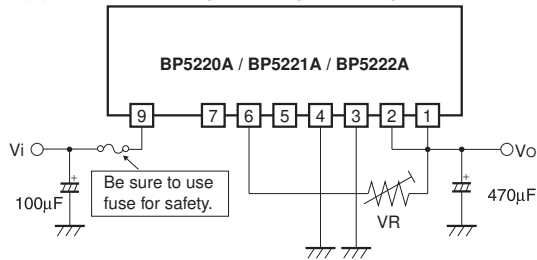 BP5220A / BP5221A / BP5222A
9 7 6 5 4 3 2 1
Vi
VO
Be sure to use
fuse for safety.
100µF
470µF
VR